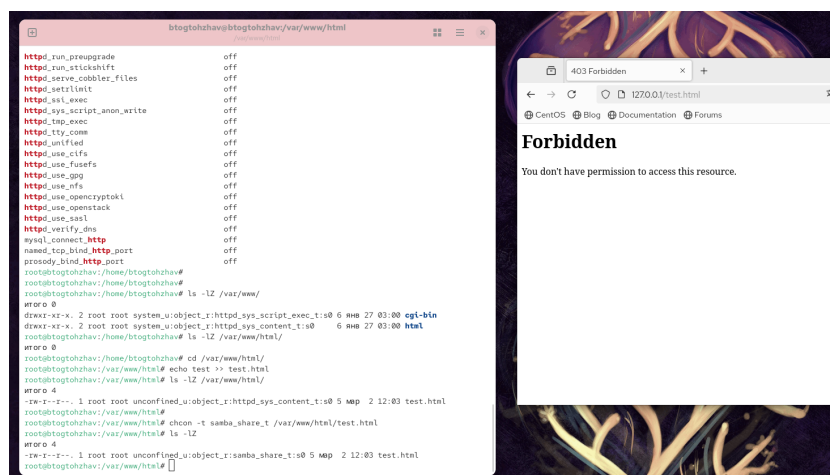 btogtohzhav@btogtohzhav:/var/www/html
/var/www/html
httpd_run_preupgrade off
httpd_run_stickshift off
httpd_serve_cobbler_files off
httpd_setrlimit off
httpd_ssi_exec off
httpd_sys_script_anon_write off
httpd_tmp_exec off
httpd_tty_comm off
httpd_unified off
httpd_use_cifs off
httpd_use_fusefs off
httpd_use_gpg off
httpd_use_nfs off
httpd_use_opencryptoki off
httpd_use_openstack off
httpd_use_sasl off
httpd_verify_dns off
mysql_connect_http off
named_tcp_bind_http_port off
prosody_bind_http_port off
root@btogtohzhav:/home/btogtohzhav#
root@btogtohzhav:/home/btogtohzhav#
root@btogtohzhav:/home/btogtohzhav# ls -lZ /var/www/
итого 0
drwxr-xr-x. 2 root root system_u:object_r:httpd_sys_script_exec_t:s0 6 янв 27 03:00 cgi-bin
drwxr-xr-x. 2 root root system_u:object_r:httpd_sys_content_t:s0 6 янв 27 03:00 html
root@btogtohzhav:/home/btogtohzhav# ls -lZ /var/www/html/
итого 0
root@btogtohzhav:/home/btogtohzhav# cd /var/www/html/
root@btogtohzhav:/var/www/html# echo test >> test.html
root@btogtohzhav:/var/www/html# ls -lZ /var/www/html/
итого 4
-rw-r--r--. 1 root root unconfined_u:object_r:httpd_sys_content_t:s0 5 мар 2 12:03 test.html
root@btogtohzhav:/var/www/html#
root@btogtohzhav:/var/www/html# chcon -t samba_share_t /var/www/html/test.html
root@btogtohzhav:/var/www/html# ls -lZ
итого 4
-rw-r--r--. 1 root root unconfined_u:object_r:samba_share_t:s0 5 мар 2 12:03 test.html
root@btogtohzhav:/var/www/html#
403 Forbidden
127.0.0.1/test.html
CentOS Blog Documentation Forums
Forbidden
You don't have permission to access this resource.